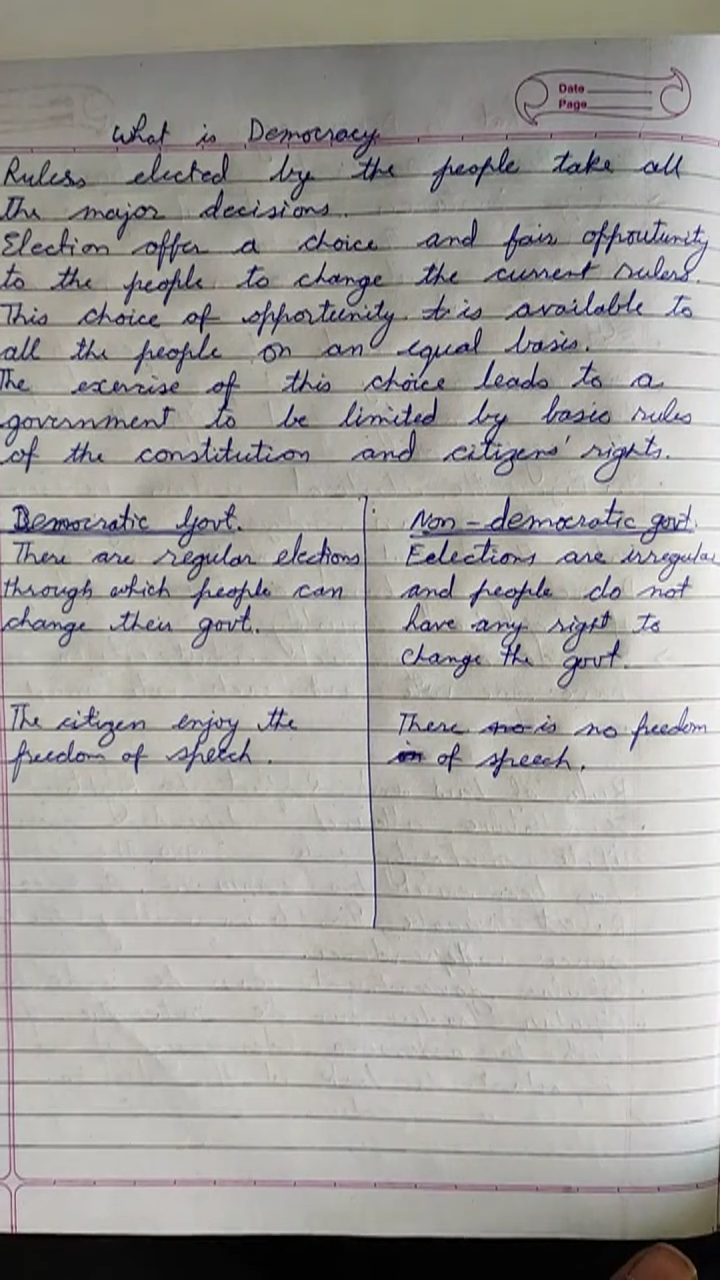 Date
Page
What is Democracy
Rulers elected by the people take all
the major decisions.
Election offer a choice and fair opportunity
to the people to change the current rulers.
This choice of opportunity is available to
all the people on an equal basis.
The exercise of this choice leads to a
government to be limited by basic rules
of the constitution and citizens' rights.
Democratic Govt.
There are regular elections
through which people can
change their govt.
The citizen enjoy the
freedom of speech.
Non-democratic govt.
Eelections are irregular
and people do not
have any right to
change the govt.
There is no freedom
of speech.